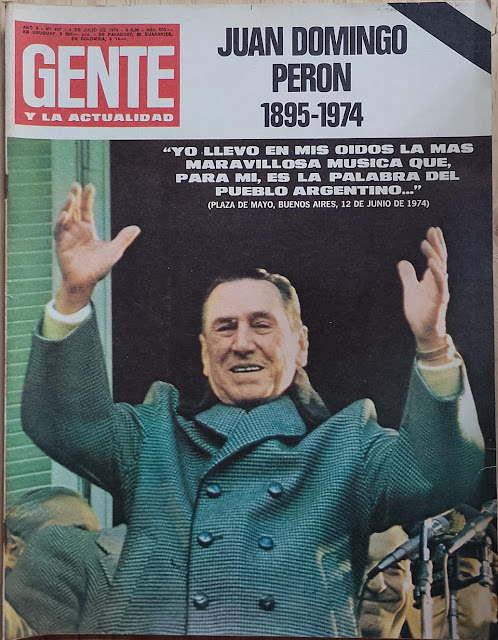 GENTE
Y LA ACTUALIDAD
JUAN DOMINGO
PERON
1895-1974
“YO LLEVO EN MIS OIDOS LA MAS
MARAVILLOSA MUSICA QUE,
PARA MI, ES LA PALABRA DEL
PUEBLO ARGENTINO...”
(PLAZA DE MAYO, BUENOS AIRES, 12 DE JUNIO DE 1974)